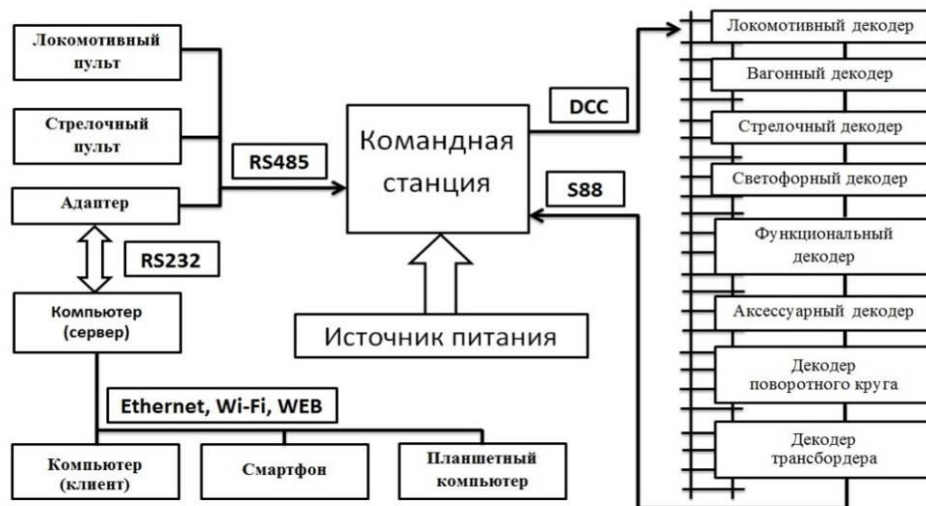 Локомотивный
пульт
Стрелочный
пульт
Адаптер
RS485
RS232
Компьютер
(сервер)
Ethernet, Wi-Fi, WEB
Компьютер
(клиент)
Смартфон
Планшетный
компьютер
Командная
станция
Источник питания
DCC
S88
Локомотивный декодер
Вагонный декодер
Стрелочный декодер
Светофорный декодер
Функциональный
декодер
Аксессуарный декодер
Декодер
поворотного круга
Декодер
трансбордера